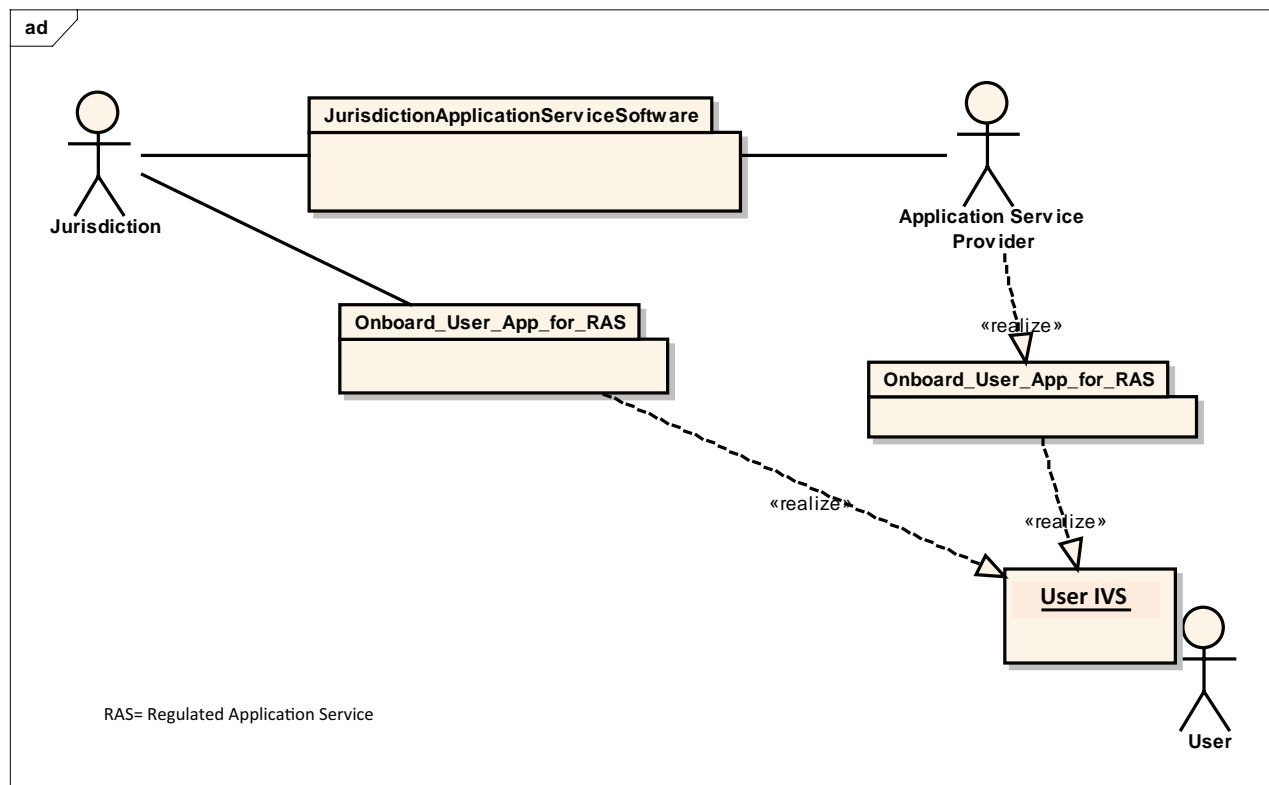 ad
JurisdictionApplicationServiceSoftware
Jurisdiction
Application Service
Provider
Onboard_User_App_for_RAS
«realize»
Onboard_User_App_for_RAS
«realize»
«realize»
User IVS
RAS= Regulated Application Service
User